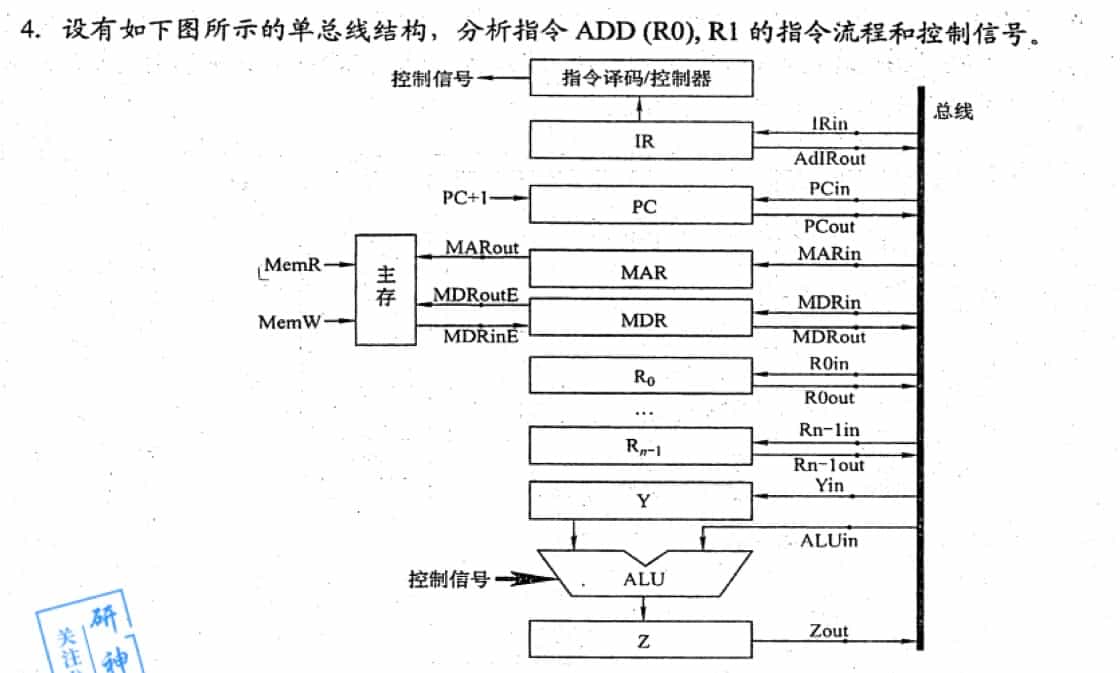 4. 设有如下图所示的单总线结构，分析指令 ADD (R0), R1 的指令流程和控制信号。
控制信号
指令译码/控制器
总线
IRin
IR
AdIRout
PCin
PC+1
PC
PCout
MARout
MARin
MemR
MAR
主存
MDRoutE
MDRin
MemW
MDR
MDRinE
MDRout
R0in
R₀
R0out
…
Rn-1in
Rₙ₋₁
Rn-1out
Yin
Y
ALUin
控制信号
ALU
Zout
Z
研
关注
神